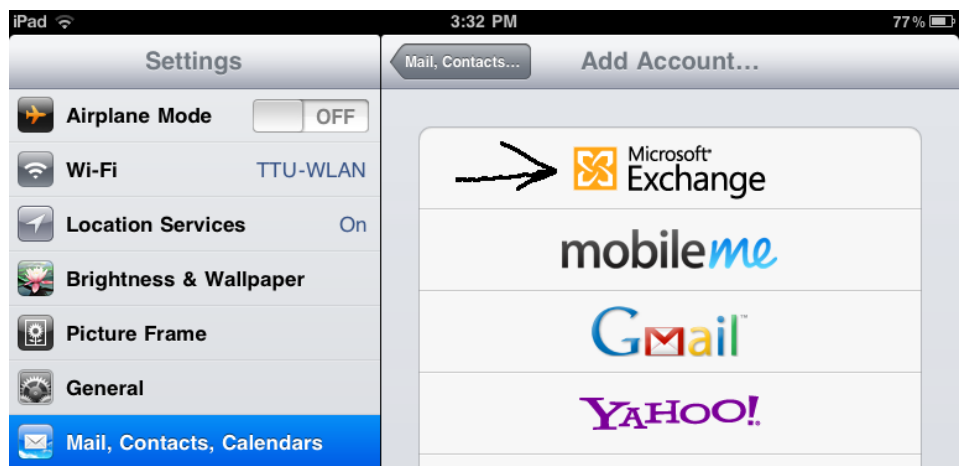 iPad 3:32 PM 77%
Settings
Mail, Contacts... Add Account...
Airplane Mode OFF
Wi-Fi TTU-WLAN
Location Services On
Brightness & Wallpaper
Picture Frame
General
Mail, Contacts, Calendars
Microsoft
Exchange
mobileme
Gmail™
YAHOO!